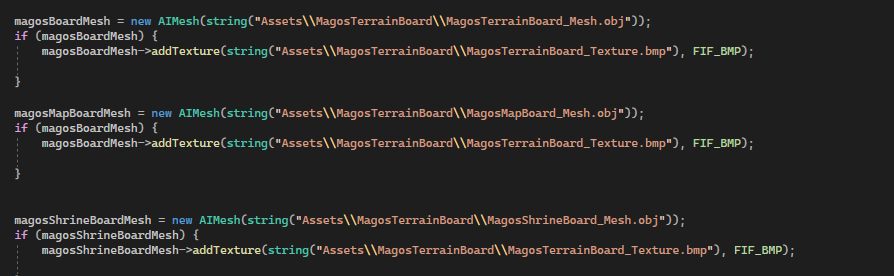 magosBoardMesh = new AIMesh(string("Assets\\MagosTerrainBoard\\MagosTerrainBoard_Mesh.obj"));
if (magosBoardMesh) {
magosBoardMesh->addTexture(string("Assets\\MagosTerrainBoard\\MagosTerrainBoard_Texture.bmp"), FIF_BMP);
}
magosMapBoardMesh = new AIMesh(string("Assets\\MagosTerrainBoard\\MagosMapBoard_Mesh.obj"));
if (magosBoardMesh) {
magosBoardMesh->addTexture(string("Assets\\MagosTerrainBoard\\MagosTerrainBoard_Texture.bmp"), FIF_BMP);
}
magosShrineBoardMesh = new AIMesh(string("Assets\\MagosTerrainBoard\\MagosShrineBoard_Mesh.obj"));
if (magosShrineBoardMesh) {
magosShrineBoardMesh->addTexture(string("Assets\\MagosTerrainBoard\\MagosTerrainBoard_Texture.bmp"), FIF_BMP);